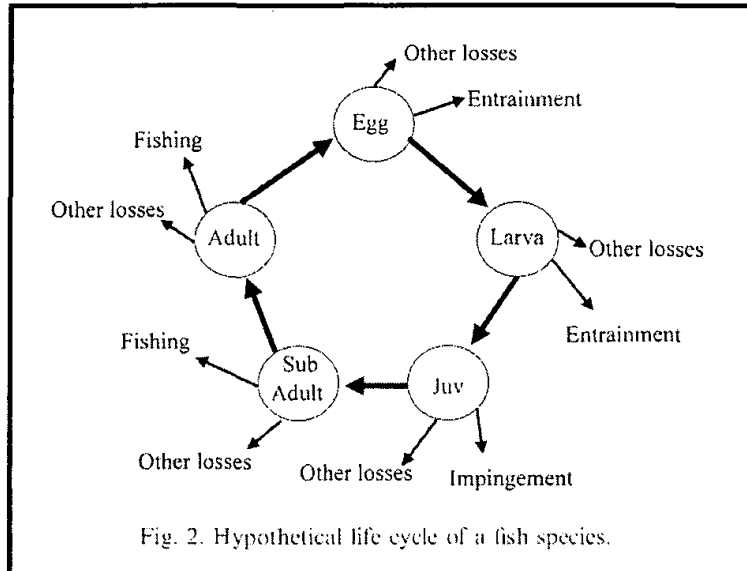 Other losses
Entrainment
Egg
Fishing
Other losses
Adult
Larva
Other losses
Entrainment
Fishing
Sub
Adult
Juv
Other losses
Other losses
Impingement
Fig. 2. Hypothetical life cycle of a fish species.